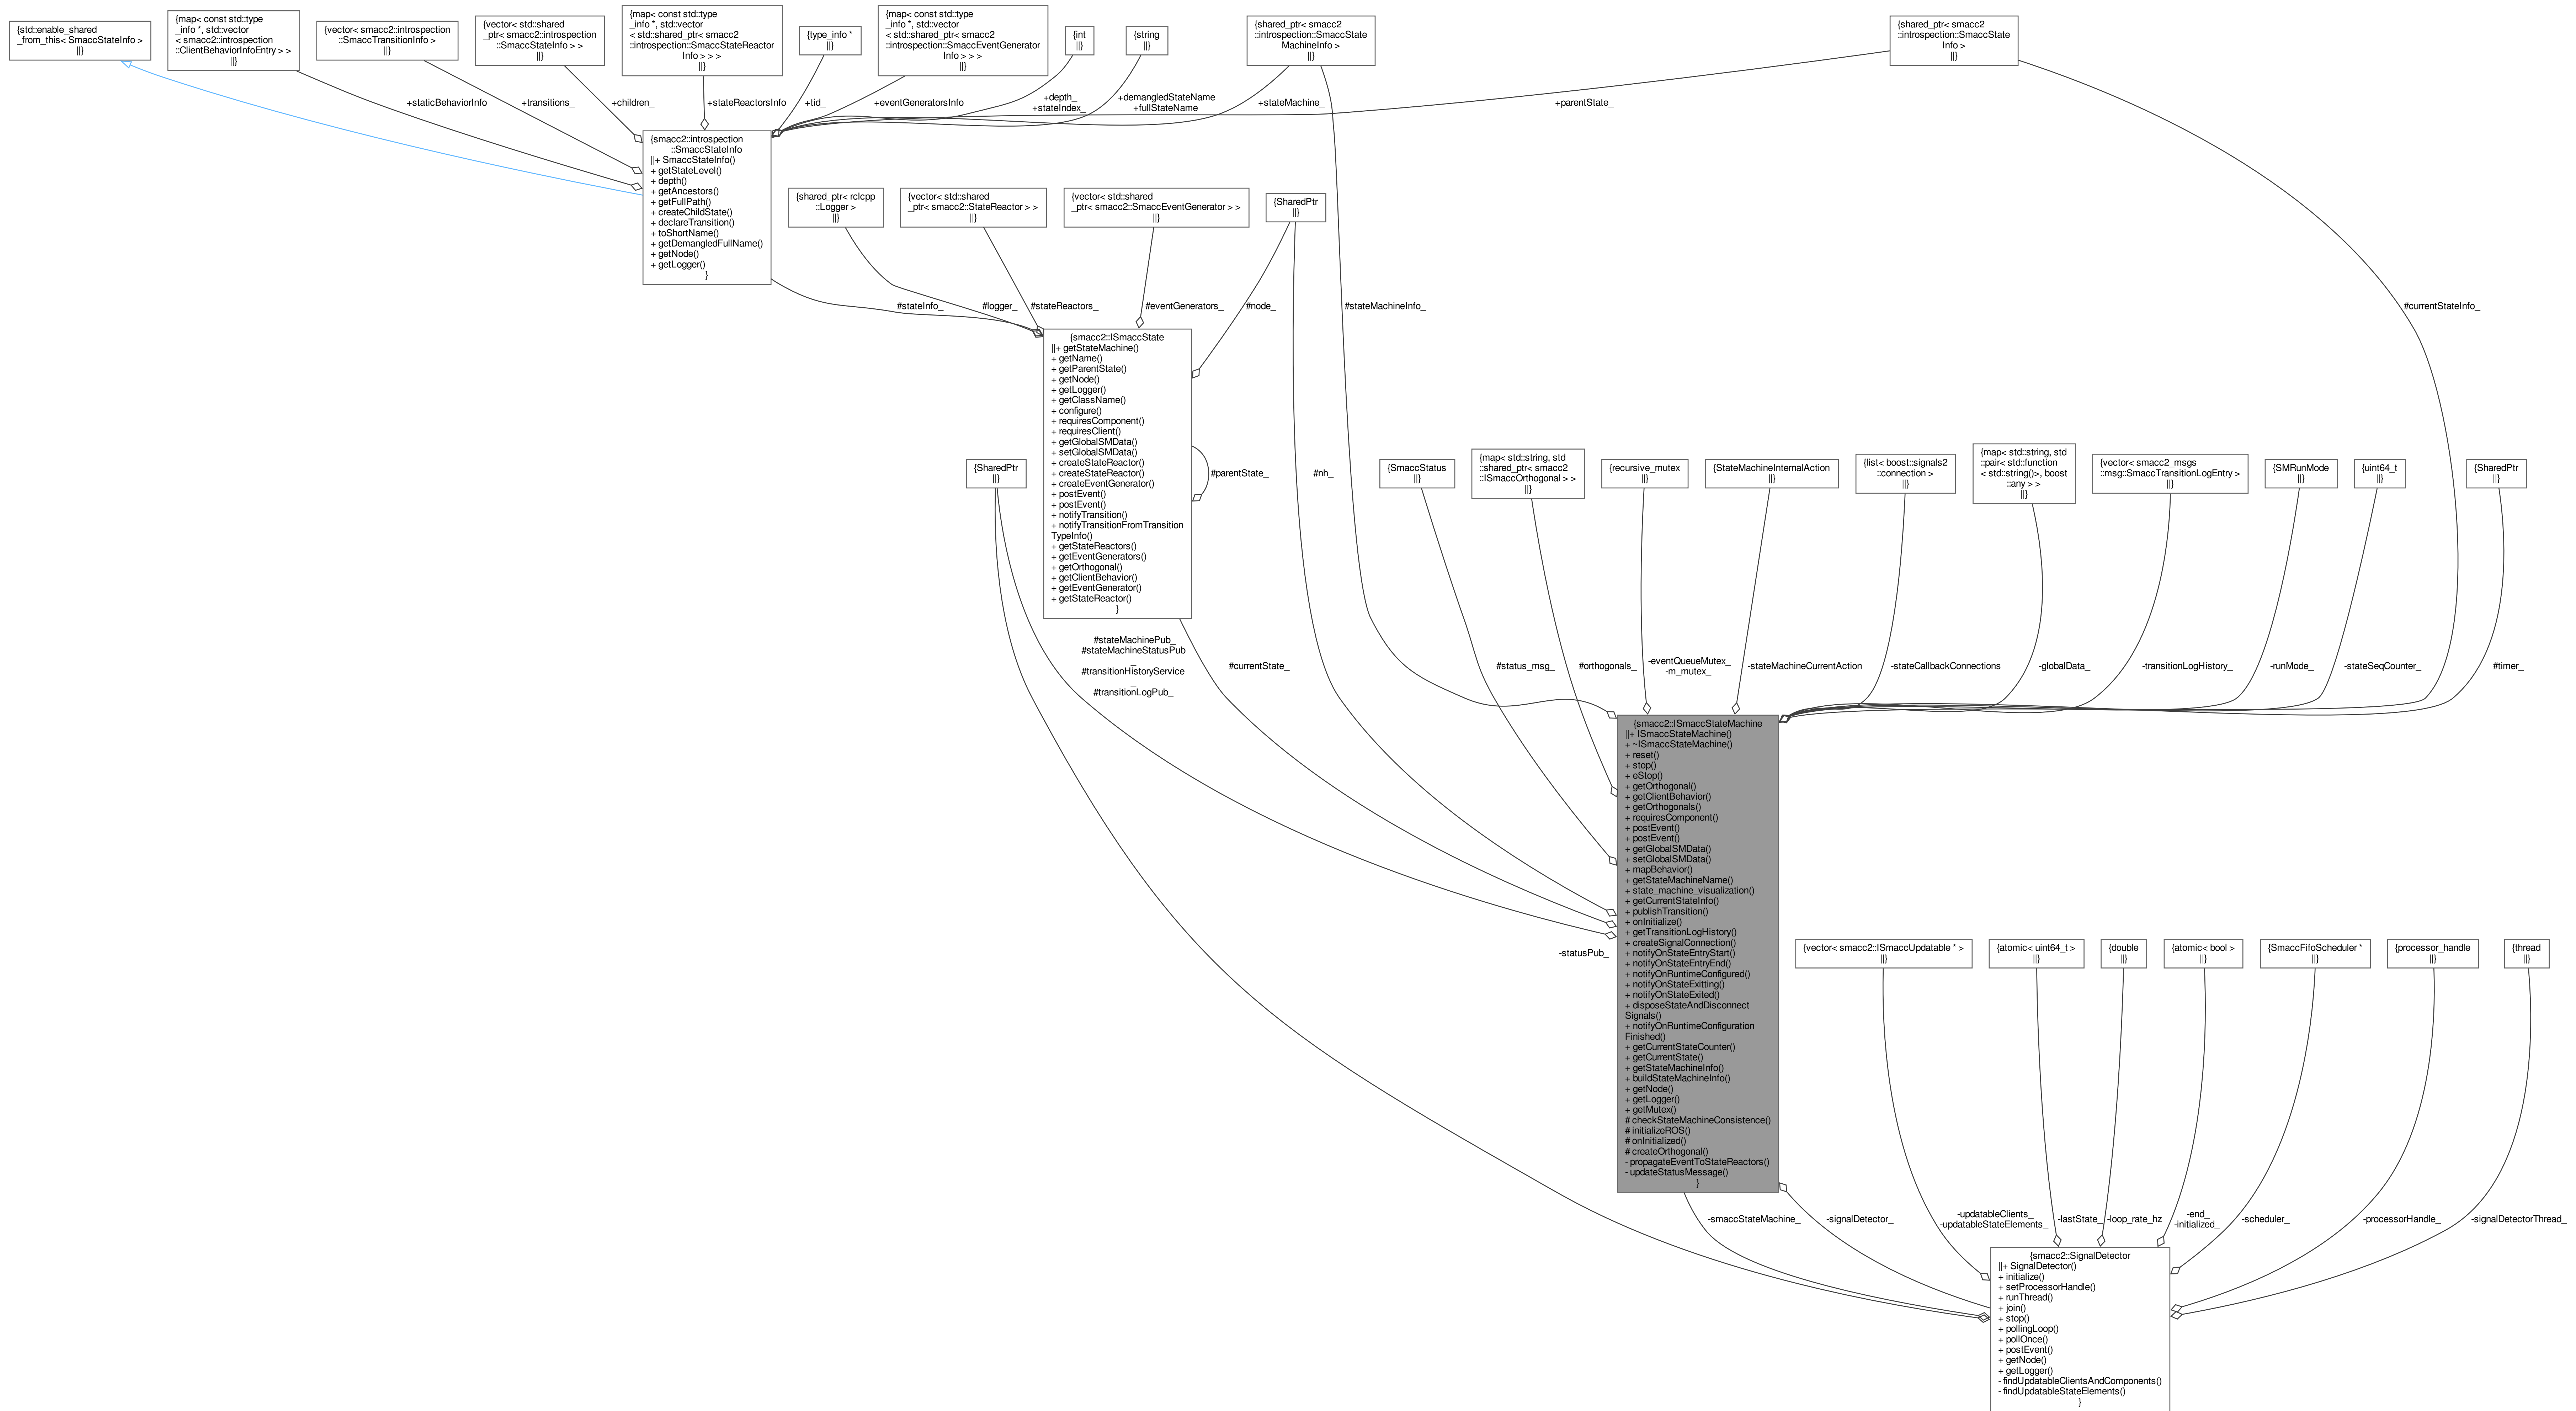 {std::enable_shared
_from_this< SmaccStateInfo >
||}
{map< const std::type
_info *, std::vector
< smacc2::introspection
::ClientBehaviorInfoEntry > >
||}
{vector< smacc2::introspection
::SmaccTransitionInfo >
||}
{vector< std::shared
_ptr< smacc2::introspection
::SmaccStateInfo > >
||}
{map< const std::type
_info *, std::vector
< std::shared_ptr< smacc2
::introspection::SmaccStateReactor
Info > > >
||}
{type_info *
||}
{map< const std::type
_info *, std::vector
< std::shared_ptr< smacc2
::introspection::SmaccEventGenerator
Info > > >
||}
{int
||}
{string
||}
{shared_ptr< smacc2
::introspection::SmaccState
MachineInfo >
||}
{shared_ptr< smacc2
::introspection::SmaccState
Info >
||}
+staticBehaviorInfo
+transitions_
+children_
+stateReactorsInfo
+tid_
+eventGeneratorsInfo
+depth_
+stateIndex_
+demangledStateName
+fullStateName
+stateMachine_
+parentState_
{smacc2::introspection
::SmaccStateInfo
||+ SmaccStateInfo()
+ getStateLevel()
+ depth()
+ getAncestors()
+ getFullPath()
+ createChildState()
+ declareTransition()
+ toShortName()
+ getDemangledFullName()
+ getNode()
+ getLogger()
}
{shared_ptr< rclcpp
::Logger >
||}
{vector< std::shared
_ptr< smacc2::StateReactor > >
||}
{vector< std::shared
_ptr< smacc2::SmaccEventGenerator > >
||}
{SharedPtr
||}
#stateInfo_
#logger_
#stateReactors_
#eventGenerators_
#node_
#stateMachineInfo_
#currentStateInfo_
{smacc2::ISmaccState
||+ getStateMachine()
+ getName()
+ getParentState()
+ getNode()
+ getLogger()
+ getClassName()
+ configure()
+ requiresComponent()
+ requiresClient()
+ getGlobalSMData()
+ setGlobalSMData()
+ createStateReactor()
+ createStateReactor()
+ createEventGenerator()
+ postEvent()
+ postEvent()
+ notifyTransition()
+ notifyTransitionFromTransition
TypeInfo()
+ getStateReactors()
+ getEventGenerators()
+ getOrthogonal()
+ getClientBehavior()
+ getEventGenerator()
+ getStateReactor()
}
#parentState_
#nh_
{SharedPtr
||}
{SmaccStatus
||}
{map< std::string, std
::shared_ptr< smacc2
::ISmaccOrthogonal > >
||}
{recursive_mutex
||}
{StateMachineInternalAction
||}
{list< boost::signals2
::connection >
||}
{map< std::string, std
::pair< std::function
< std::string()>, boost
::any > >
||}
{vector< smacc2_msgs
::msg::SmaccTransitionLogEntry >
||}
{SMRunMode
||}
{uint64_t
||}
{SharedPtr
||}
#stateMachinePub_
#stateMachineStatusPub
_
#transitionHistoryService
_
#transitionLogPub_
#currentState_
#status_msg_
#orthogonals_
-eventQueueMutex_
-m_mutex_
-stateMachineCurrentAction
-stateCallbackConnections
-globalData_
-transitionLogHistory_
-runMode_
-stateSeqCounter_
#timer_
{smacc2::ISmaccStateMachine
||+ ISmaccStateMachine()
+ ~ISmaccStateMachine()
+ reset()
+ stop()
+ eStop()
+ getOrthogonal()
+ getClientBehavior()
+ getOrthogonals()
+ requiresComponent()
+ postEvent()
+ postEvent()
+ getGlobalSMData()
+ setGlobalSMData()
+ mapBehavior()
+ getStateMachineName()
+ state_machine_visualization()
+ getCurrentStateInfo()
+ publishTransition()
+ onInitialize()
+ getTransitionLogHistory()
+ createSignalConnection()
+ notifyOnStateEntryStart()
+ notifyOnStateEntryEnd()
+ notifyOnRuntimeConfigured()
+ notifyOnStateExitting()
+ notifyOnStateExited()
+ disposeStateAndDisconnect
Signals()
+ notifyOnRuntimeConfiguration
Finished()
+ getCurrentStateCounter()
+ getCurrentState()
+ getStateMachineInfo()
+ buildStateMachineInfo()
+ getNode()
+ getLogger()
+ getMutex()
# checkStateMachineConsistence()
# initializeROS()
# onInitialized()
# createOrthogonal()
- propagateEventToStateReactors()
- updateStatusMessage()
}
-statusPub_
{vector< smacc2::ISmaccUpdatable * >
||}
{atomic< uint64_t >
||}
{double
||}
{atomic< bool >
||}
{SmaccFifoScheduler *
||}
{processor_handle
||}
{thread
||}
-smaccStateMachine_
-signalDetector_
-updatableClients_
-updatableStateElements_
-lastState_
-loop_rate_hz
-end_
-initialized_
-scheduler_
-processorHandle_
-signalDetectorThread_
{smacc2::SignalDetector
||+ SignalDetector()
+ initialize()
+ setProcessorHandle()
+ runThread()
+ join()
+ stop()
+ pollingLoop()
+ pollOnce()
+ postEvent()
+ getNode()
+ getLogger()
- findUpdatableClientsAndComponents()
- findUpdatableStateElements()
}